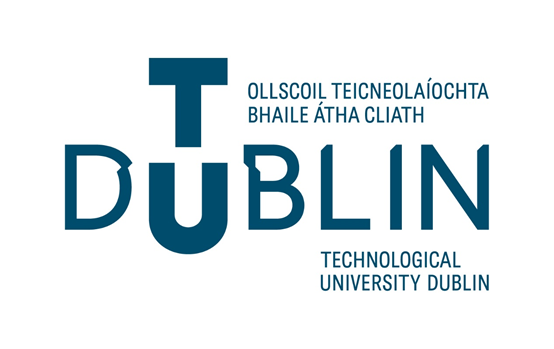 T
OLLSCOIL TEICNEOLAÍOCHTA
BHAILE ÁTHA CLIATH
DUBLIN
TECHNOLOGICAL
UNIVERSITY DUBLIN